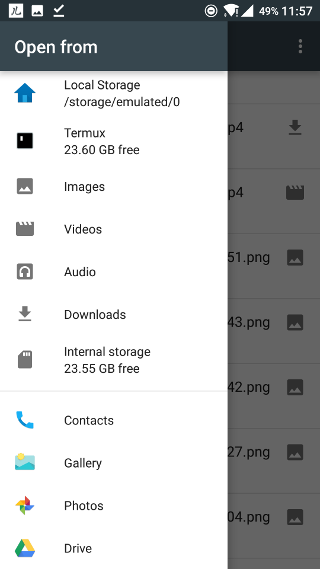 49% 11:57
Open from
Local Storage
/storage/emulated/0
Termux
23.60 GB free
Images
Videos
Audio
Downloads
Internal storage
23.55 GB free
Contacts
Gallery
Photos
Drive
p4
p4
51.png
43.png
42.png
27.png
04.png